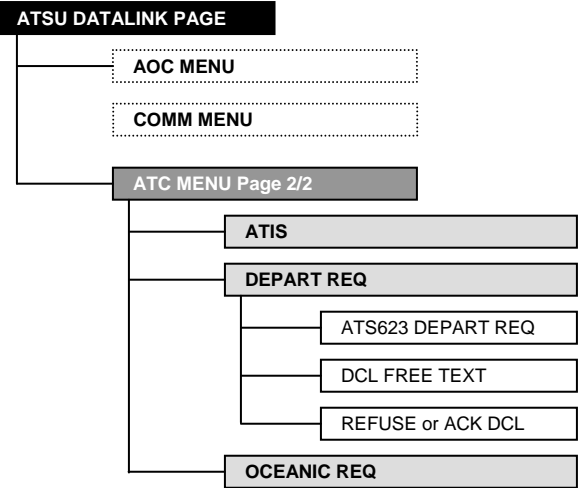 ATSU DATALINK PAGE
AOC MENU
COMM MENU
ATC MENU Page 2/2
ATIS
DEPART REQ
ATS623 DEPART REQ
DCL FREE TEXT
REFUSE or ACK DCL
OCEANIC REQ